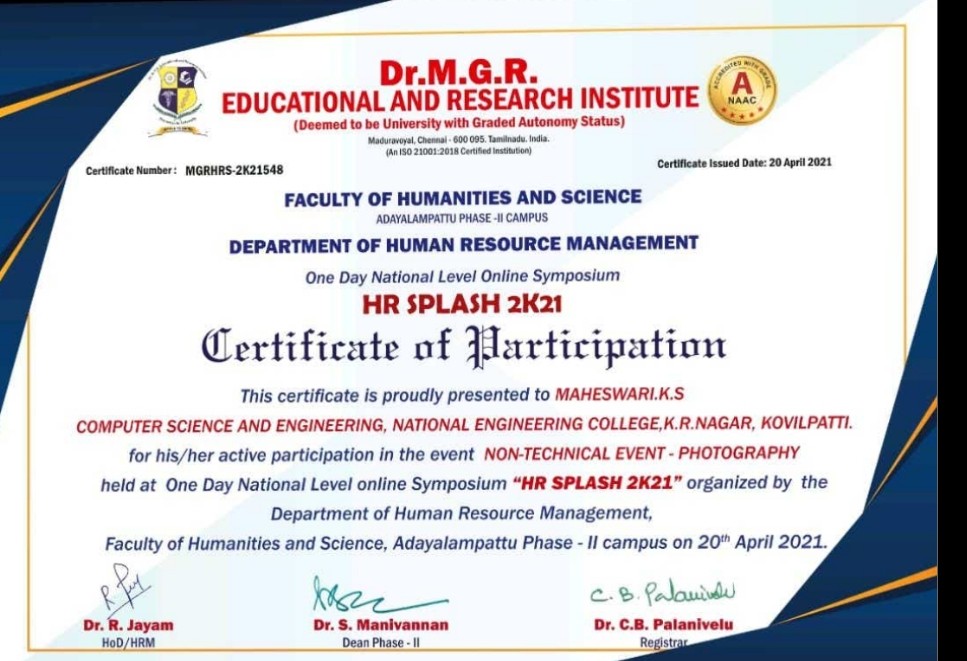 Dr.M.G.R.
EDUCATIONAL AND RESEARCH INSTITUTE
(Deemed to be University with Graded Autonomy Status)
Maduravoyal, Chennai - 600 095. Tamilnadu. India.
(An ISO 21001:2018 Certified Institution)
ACCREDITED WITH GRADE
A
NAAC
Certificate Number : MGRHRS-2K21548
Certificate Issued Date: 20 April 2021
FACULTY OF HUMANITIES AND SCIENCE
ADAYALAMPATTU PHASE -II CAMPUS
DEPARTMENT OF HUMAN RESOURCE MANAGEMENT
One Day National Level Online Symposium
HR SPLASH 2K21
Certificate of Participation
This certificate is proudly presented to MAHESWARI.K.S
COMPUTER SCIENCE AND ENGINEERING, NATIONAL ENGINEERING COLLEGE,K.R.NAGAR, KOVILPATTI.
for his/her active participation in the event NON-TECHNICAL EVENT - PHOTOGRAPHY
held at One Day National Level online Symposium “HR SPLASH 2K21” organized by the
Department of Human Resource Management,
Faculty of Humanities and Science, Adayalampattu Phase - II campus on 20th April 2021.
C. B. Palanivelu
Dr. R. Jayam
HoD/HRM
Dr. S. Manivannan
Dean Phase - II
Dr. C.B. Palanivelu
Registrar